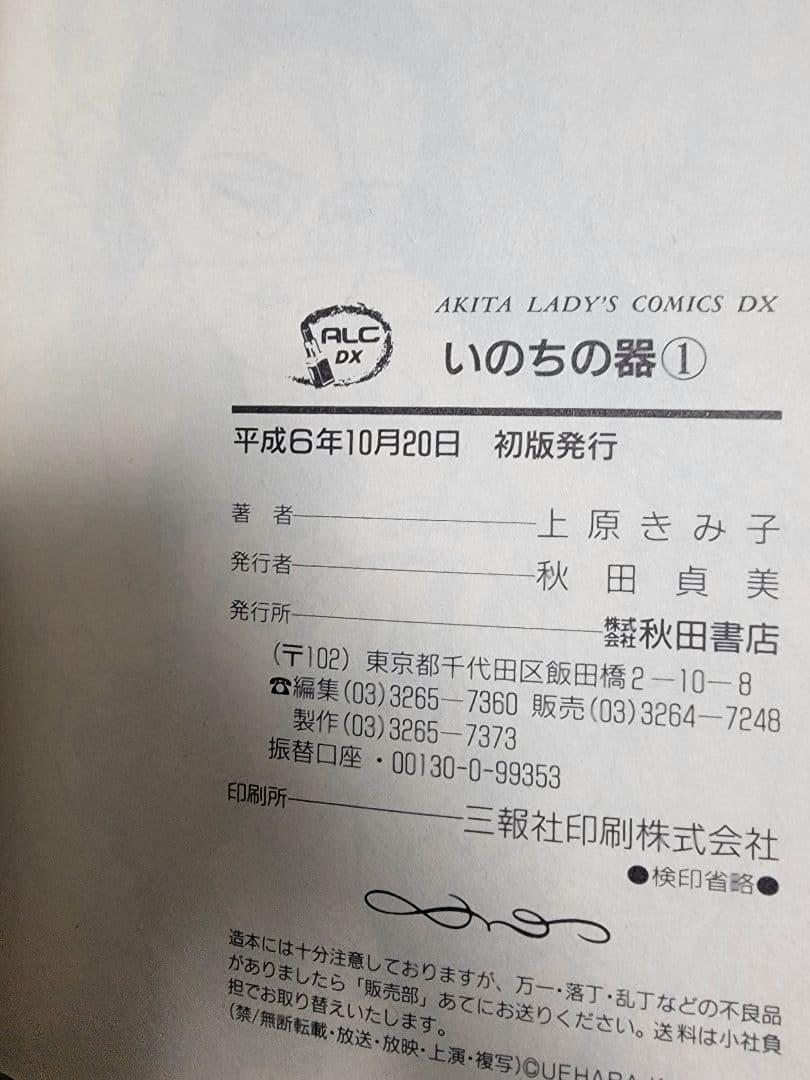 AKITA LADY'S COMICS DX
ALC
DX
いのちの器①
平成6年10月20日 初版発行
著者――上原きみ子
発行者――秋田貞美
発行所――株式会社秋田書店
(〒102) 東京都千代田区飯田橋2―10―8
☎編集(03)3265―7360 販売(03)3264―7248
製作(03)3265―7373
振替口座・00130-0-99353
印刷所――三報社印刷株式会社
●検印省略●
造本には十分注意しておりますが、万一・落丁・乱丁などの不良品
がありましたら「販売部」あてにお送りください。送料は小社負
担でお取り替えいたします。
(禁/無断転載・放送・放映・上演・複写)©UEHARA